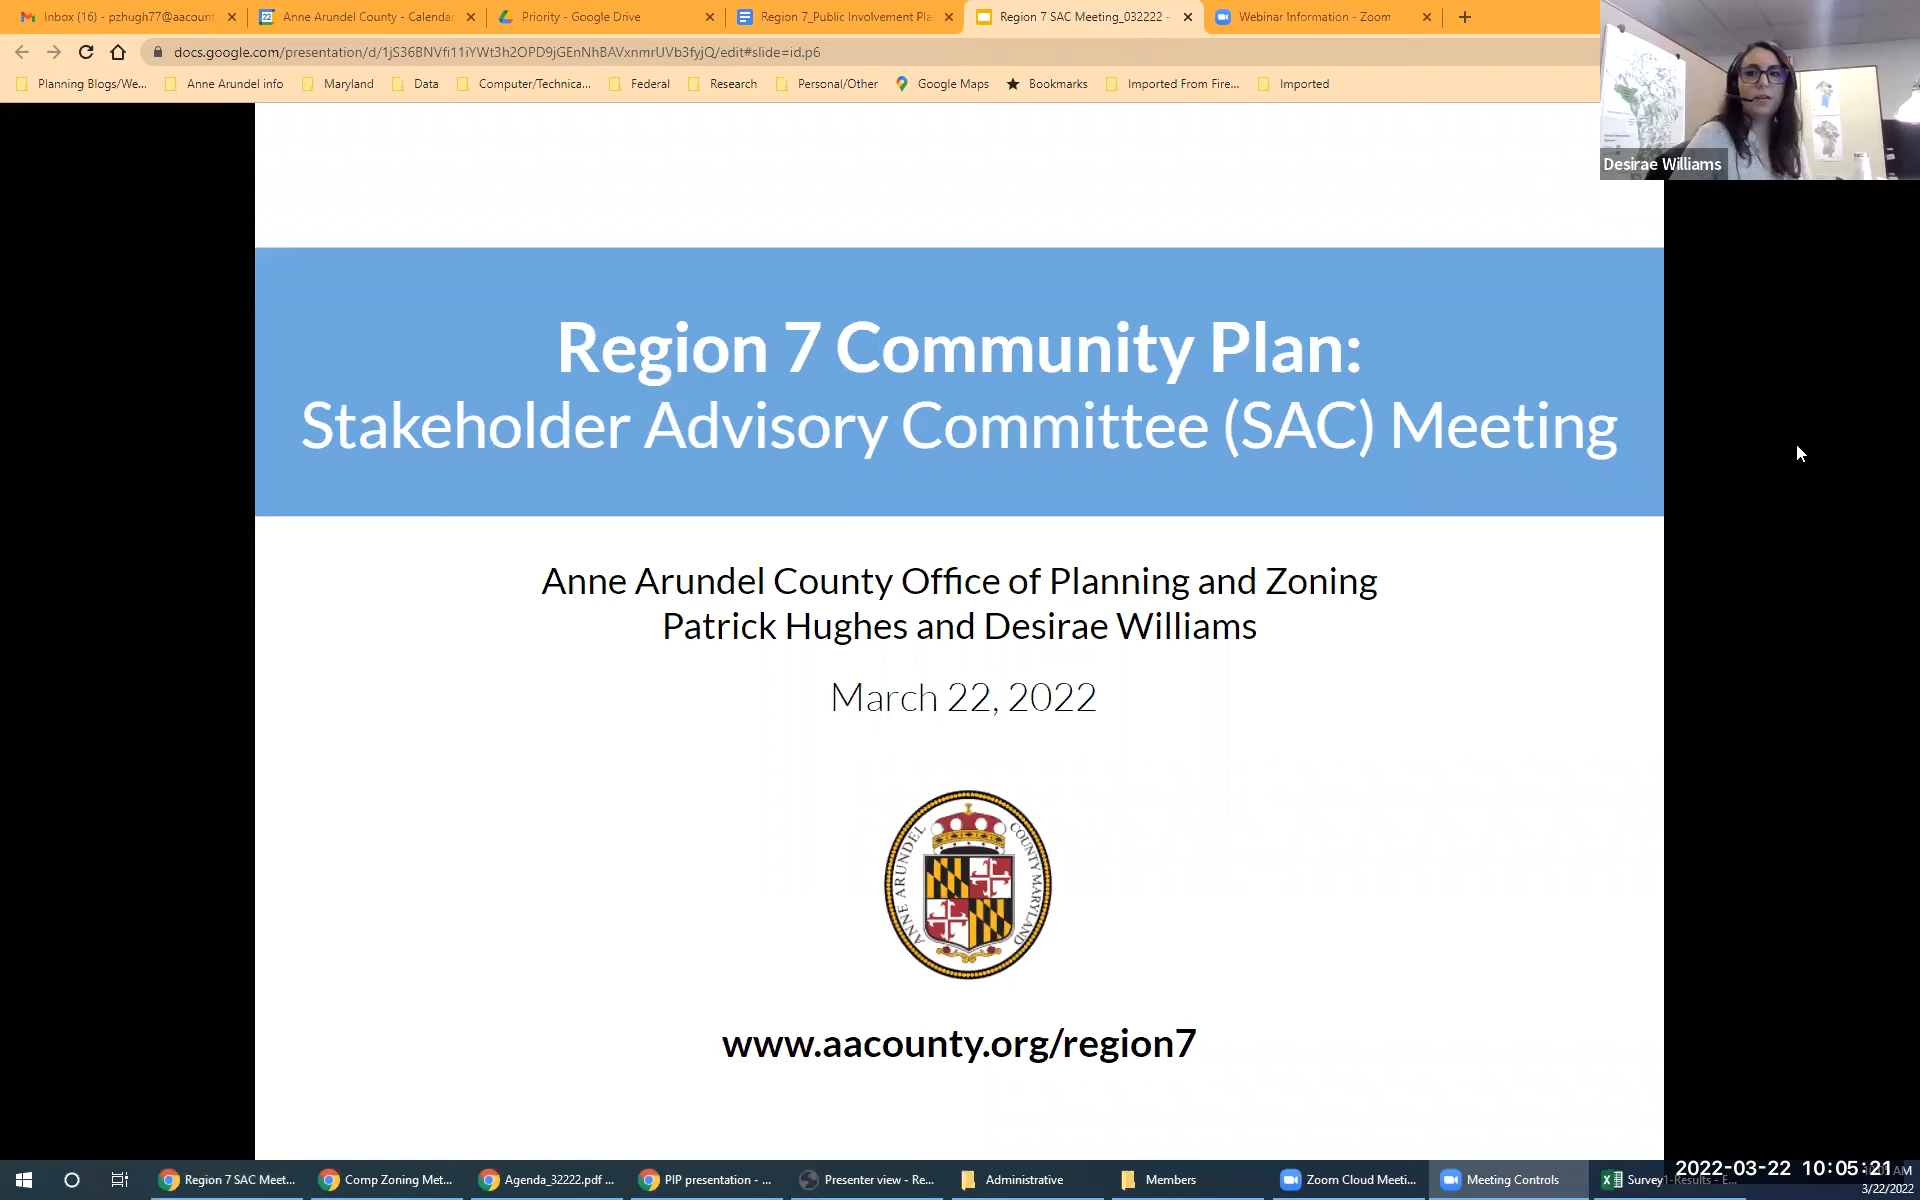 Inbox (16) - pzhugh77@aacount
Anne Arundel County - Calenda
Priority - Google Drive
Region 7_Public Involvement Pla
Region 7 SAC Meeting_032222 -
Webinar Information - Zoom
docs.google.com/presentation/d/1jS36BNVfi11iYWt3h2OPD9jGEnNhBAVxnmrUVb3fyjQ/edit#slide=id.p6
Planning Blogs/We...
Anne Arundel info
Maryland
Data
Computer/Technica...
Federal
Research
Personal/Other
Google Maps
Bookmarks
Imported From Fire...
Imported
Desirae Williams
Region 7 Community Plan:
Stakeholder Advisory Committee (SAC) Meeting
Anne Arundel County Office of Planning and Zoning
Patrick Hughes and Desirae Williams
March 22, 2022
ANNE ARUNDEL COUNTY MARYLAND
www.aacounty.org/region7
Region 7 SAC Meet...
Comp Zoning Met...
Agenda_32222.pdf ...
PIP presentation - ...
Presenter view - Re...
Administrative
Members
Zoom Cloud Meeti...
Meeting Controls
Survey1-Results - E...
2022-03-22 10:05:21
AM
3/22/2022